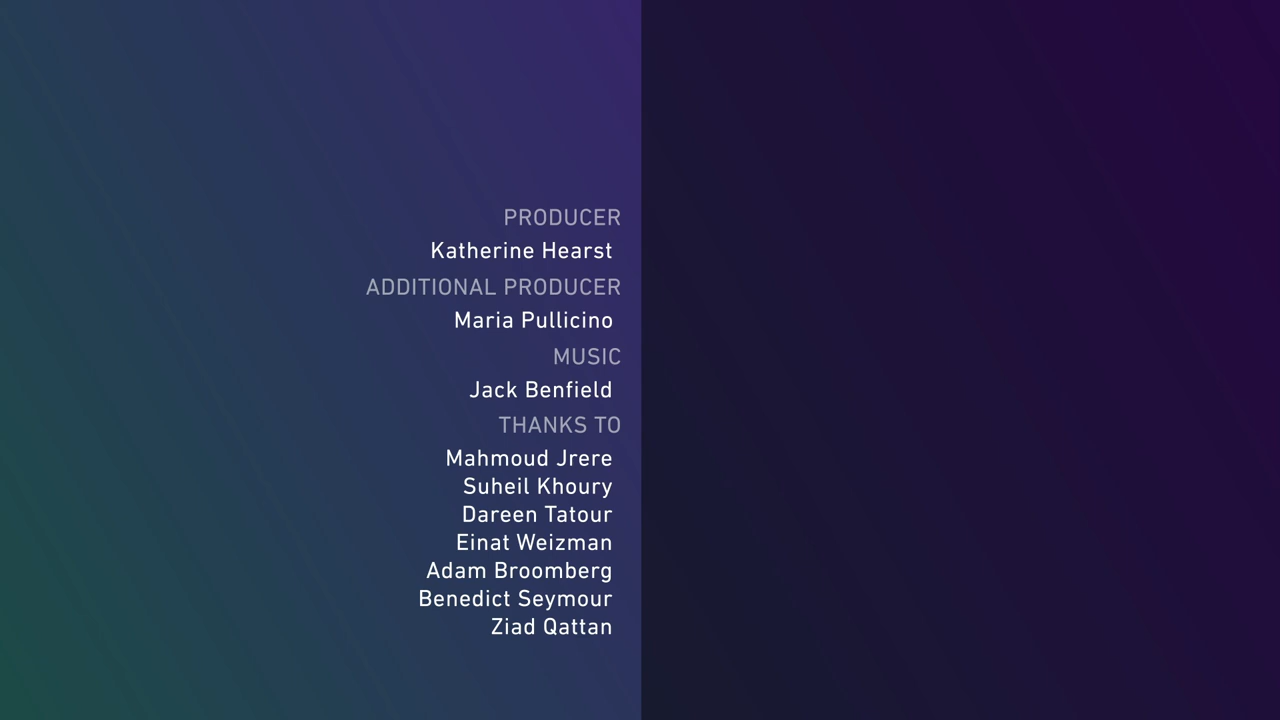 PRODUCER
Katherine Hearst
ADDITIONAL PRODUCER
Maria Pullicino
MUSIC
Jack Benfield
THANKS TO
Mahmoud Jrere
Suheil Khoury
Dareen Tatour
Einat Weizman
Adam Broomberg
Benedict Seymour
Ziad Qattan